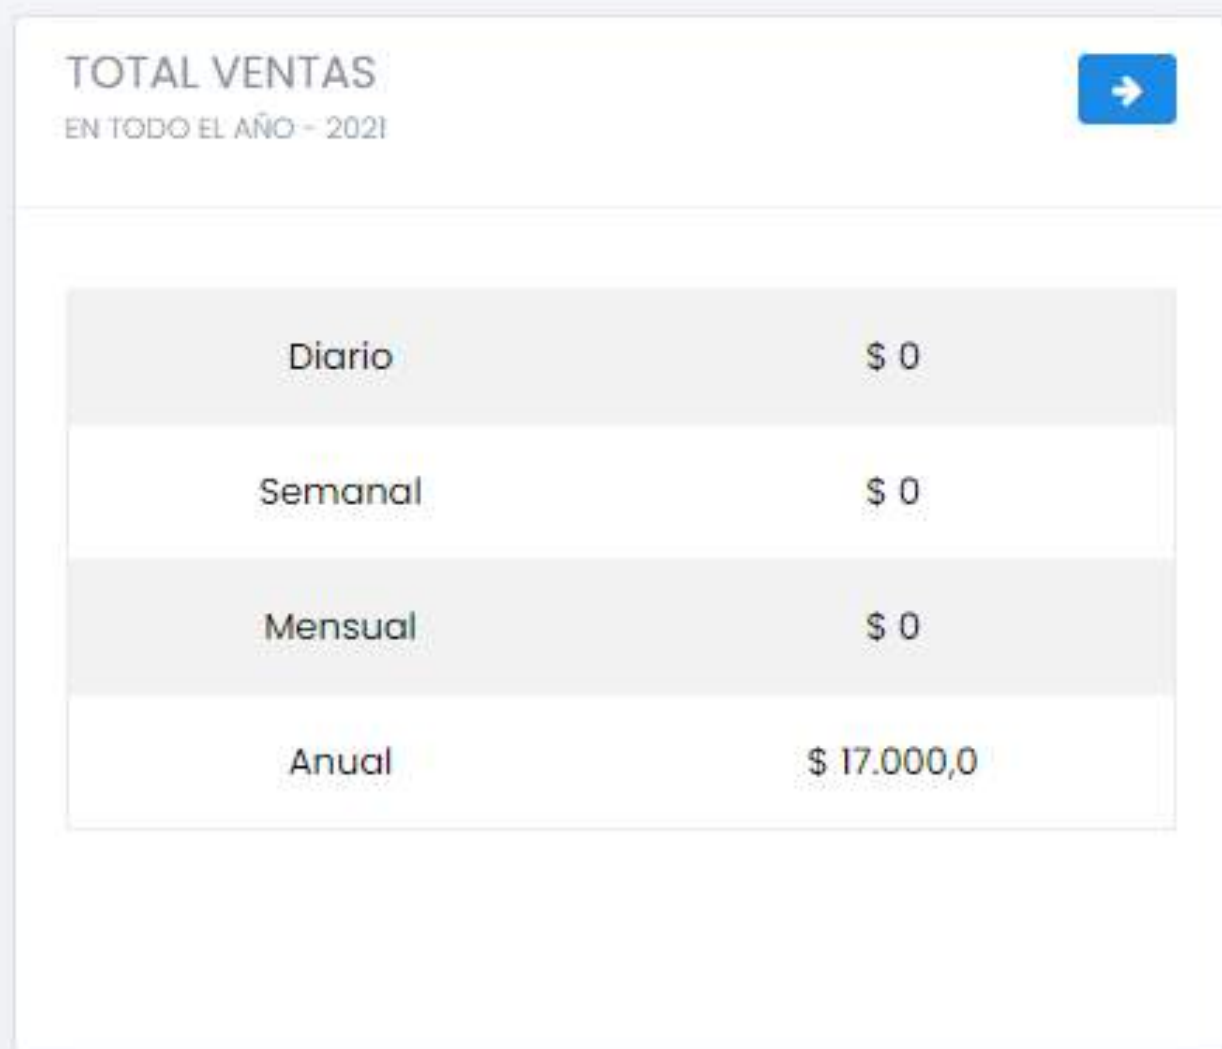 TOTAL VENTAS
EN TODO EL AÑO - 2021
Diario $ 0
Semanal $ 0
Mensual $ 0
Anual $ 17.000,0